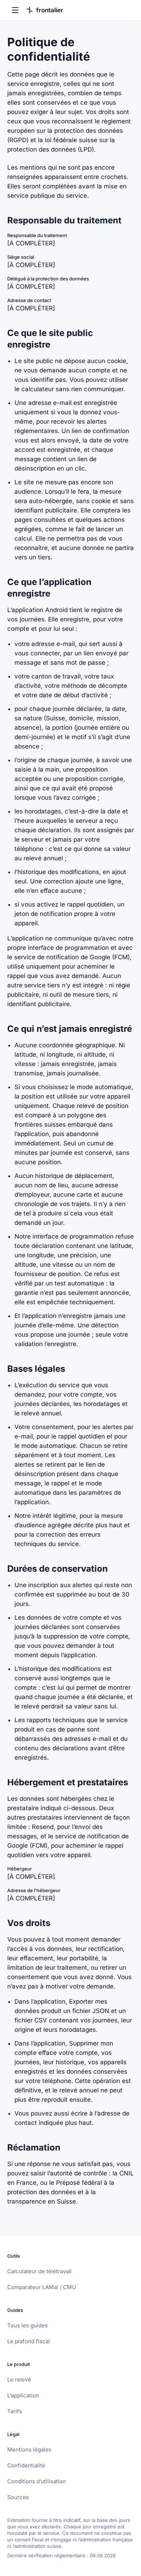 frontalier
Politique de
confidentialité
Cette page décrit les données que le
service enregistre, celles qui ne sont
jamais enregistrées, combien de temps
elles sont conservées et ce que vous
pouvez exiger à leur sujet. Vos droits sont
ceux que vous reconnaissent le règlement
européen sur la protection des données
(RGPD) et la loi fédérale suisse sur la
protection des données (LPD).
Les mentions qui ne sont pas encore
renseignées apparaissent entre crochets.
Elles seront complétées avant la mise en
service publique du service.
Responsable du traitement
Responsable du traitement
[À COMPLÉTER]
Siège social
[À COMPLÉTER]
Délégué à la protection des données
[À COMPLÉTER]
Adresse de contact
[À COMPLÉTER]
Ce que le site public
enregistre
• Le site public ne dépose aucun cookie,
ne vous demande aucun compte et ne
vous identifie pas. Vous pouvez utiliser
le calculateur sans rien communiquer.
• Une adresse e-mail est enregistrée
uniquement si vous la donnez vous-
même, pour recevoir les alertes
réglementaires. Un lien de confirmation
vous est alors envoyé, la date de votre
accord est enregistrée, et chaque
message contient un lien de
désinscription en un clic.
• Le site ne mesure pas encore son
audience. Lorsqu'il le fera, la mesure
sera auto-hébergée, sans cookie et sans
identifiant publicitaire. Elle comptera les
pages consultées et quelques actions
agrégées, comme le fait de lancer un
calcul. Elle ne permettra pas de vous
reconnaître, et aucune donnée ne partira
vers un tiers.
Ce que l'application
enregistre
L'application Android tient le registre de
vos journées. Elle enregistre, pour votre
compte et pour lui seul :
• votre adresse e-mail, qui sert aussi à
vous connecter, par un lien envoyé par
message et sans mot de passe ;
• votre canton de travail, votre taux
d'activité, votre méthode de décompte
et votre date de début d'activité ;
• pour chaque journée déclarée, la date,
sa nature (Suisse, domicile, mission,
absence), la portion (journée entière ou
demi-journée) et le motif s'il s'agit d'une
absence ;
• l'origine de chaque journée, à savoir une
saisie à la main, une proposition
acceptée ou une proposition corrigée,
ainsi que ce qui avait été proposé
lorsque vous l'avez corrigée ;
• les horodatages, c'est-à-dire la date et
l'heure auxquelles le serveur a reçu
chaque déclaration. Ils sont assignés par
le serveur et jamais par votre
téléphone : c'est ce qui donne sa valeur
au relevé annuel ;
• l'historique des modifications, en ajout
seul. Une correction ajoute une ligne,
elle n'en efface aucune ;
• si vous activez le rappel quotidien, un
jeton de notification propre à votre
appareil.
L'application ne communique qu'avec notre
propre interface de programmation et avec
le service de notification de Google (FCM),
utilisé uniquement pour acheminer le
rappel que vous avez demandé. Aucun
autre service tiers n'y est intégré : ni régie
publicitaire, ni outil de mesure tiers, ni
identifiant publicitaire.
Ce qui n'est jamais enregistré
• Aucune coordonnée géographique. Ni
latitude, ni longitude, ni altitude, ni
vitesse : jamais enregistrée, jamais
transmise, jamais journalisée.
• Si vous choisissez le mode automatique,
la position est utilisée sur votre appareil
uniquement. Chaque relevé de position
est comparé à un polygone des
frontières suisses embarqué dans
l'application, puis abandonné
immédiatement. Seul un cumul de
minutes par journée est conservé, sans
aucune position.
• Aucun historique de déplacement,
aucun nom de lieu, aucune adresse
d'employeur, aucune carte et aucune
chronologie de vos trajets. Il n'y a rien
de tel à produire si cela vous était
demandé un jour.
• Notre interface de programmation refuse
toute déclaration contenant une latitude,
une longitude, une précision, une
altitude, une vitesse ou un nom de
fournisseur de position. Ce refus est
vérifié par un test automatique : la
garantie n'est pas seulement annoncée,
elle est empêchée techniquement.
• Et l'application n'enregistre jamais une
journée d'elle-même. Une détection
vous propose une journée ; seule votre
validation l'enregistre.
Bases légales
• L'exécution du service que vous
demandez, pour votre compte, vos
journées déclarées, les horodatages et
le relevé annuel.
• Votre consentement, pour les alertes par
e-mail, pour le rappel quotidien et pour
le mode automatique. Chacun se retire
séparément et à tout moment. Les
alertes se retirent par le lien de
désinscription présent dans chaque
message, le rappel et le mode
automatique dans les paramètres de
l'application.
• Notre intérêt légitime, pour la mesure
d'audience agrégée décrite plus haut et
pour la correction des erreurs
techniques du service.
Durées de conservation
• Une inscription aux alertes qui reste non
confirmée est supprimée au bout de 30
jours.
• Les données de votre compte et vos
journées déclarées sont conservées
jusqu'à la suppression de votre compte,
que vous pouvez demander à tout
moment depuis l'application.
• L'historique des modifications est
conservé aussi longtemps que le
compte : c'est lui qui permet de montrer
quand chaque journée a été déclarée, et
le relevé perdrait sa valeur sans lui.
• Les rapports techniques que le service
produit en cas de panne sont
débarrassés des adresses e-mail et du
contenu des déclarations avant d'être
enregistrés.
Hébergement et prestataires
Les données sont hébergées chez le
prestataire indiqué ci-dessous. Deux
autres prestataires interviennent de façon
limitée : Resend, pour l'envoi des
messages, et le service de notification de
Google (FCM), pour acheminer le rappel
quotidien vers votre appareil.
Hébergeur
[À COMPLÉTER]
Adresse de l'hébergeur
[À COMPLÉTER]
Vos droits
Vous pouvez à tout moment demander
l'accès à vos données, leur rectification,
leur effacement, leur portabilité, la
limitation de leur traitement, ou retirer un
consentement que vous avez donné. Vous
n'avez pas à motiver votre demande.
• Dans l'application, Exporter mes
données produit un fichier JSON et un
fichier CSV contenant vos journées, leur
origine et leurs horodatages.
• Dans l'application, Supprimer mon
compte efface votre compte, vos
journées, leur historique, vos appareils
enregistrés et les données conservées
sur votre téléphone. Cette opération est
définitive, et le relevé annuel ne peut
plus être reproduit ensuite.
• Vous pouvez aussi écrire à l'adresse de
contact indiquée plus haut.
Réclamation
Si une réponse ne vous satisfait pas, vous
pouvez saisir l'autorité de contrôle : la CNIL
en France, ou le Préposé fédéral à la
protection des données et à la
transparence en Suisse.
Outils
Calculateur de télétravail
Comparateur LAMal / CMU
Guides
Tous les guides
Le plafond fiscal
Le produit
Le relevé
L'application
Tarifs
Légal
Mentions légales
Confidentialité
Conditions d'utilisation
Sources
Estimation fournie à titre indicatif, sur la base des jours
que vous avez déclarés. Chaque jour enregistré est
horodaté par le service. Ce document ne constitue pas
un conseil fiscal et n'engage ni l'administration française
ni l'administration suisse.
Dernière vérification réglementaire : 09.09.2026